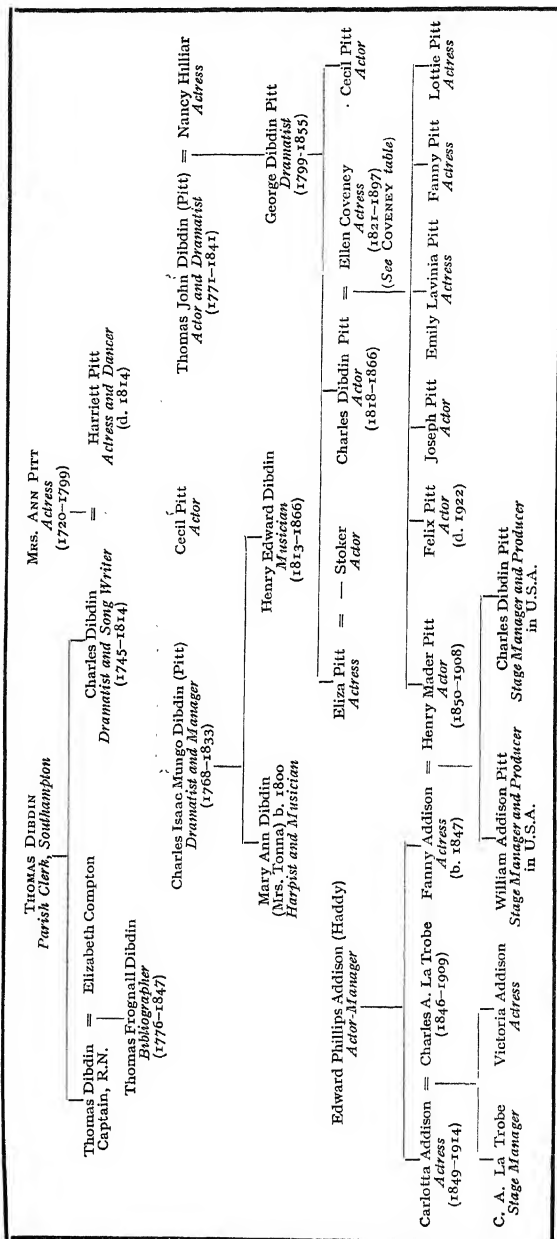 THOMAS DIBDIN
Parish Clerk, Southampton
MRS. ANN PITT
Actress
(1720–1799)
Thomas Dibdin = Elizabeth Compton
Captain, R.N.
Charles Dibdin
Dramatist and Song Writer
(1745–1814)
=
Harriett Pitt
Actress and Dancer
(d. 1814)
Thomas Frognall Dibdin
Bibliographer
(1776–1847)
Charles Isaac Mungo Dibdin (Pitt)
Dramatist and Manager
(1768–1833)
Cecil Pitt
Actor
Thomas John Dibdin (Pitt) = Nancy Hilliar
Actor and Dramatist
(1771–1841)
Actress
Mary Ann Dibdin
(Mrs. Tonna) b. 1800
Harpist and Musician
Henry Edward Dibdin
Musician
(1813–1866)
George Dibdin Pitt
Dramatist
(1799-1855)
Edward Phillips Addison (Haddy)
Actor-Manager
Eliza Pitt = — Stoker
Actress
Actor
Charles Dibdin Pitt = Ellen Coveney
Actor
(1818–1866)
Actress
(1821–1897)
(See COVENEY table)
Cecil Pitt
Actor
Carlotta Addison = Charles A. La Trobe
Actress
(1849–1914)
(1846–1909)
Fanny Addison = Henry Mader Pitt
(b. 1847)
Actor
(1850–1908)
Felix Pitt
Actor
(d. 1922)
Joseph Pitt
Actor
Emily Lavinia Pitt
Actress
Fanny Pitt
Actress
Lottie Pitt
Actress
C. A. La Trobe
Stage Manager
Victoria Addison
Actress
William Addison Pitt
Stage Manager and Producer
in U.S.A.
Charles Dibdin Pitt
Stage Manager and Producer
in U.S.A.